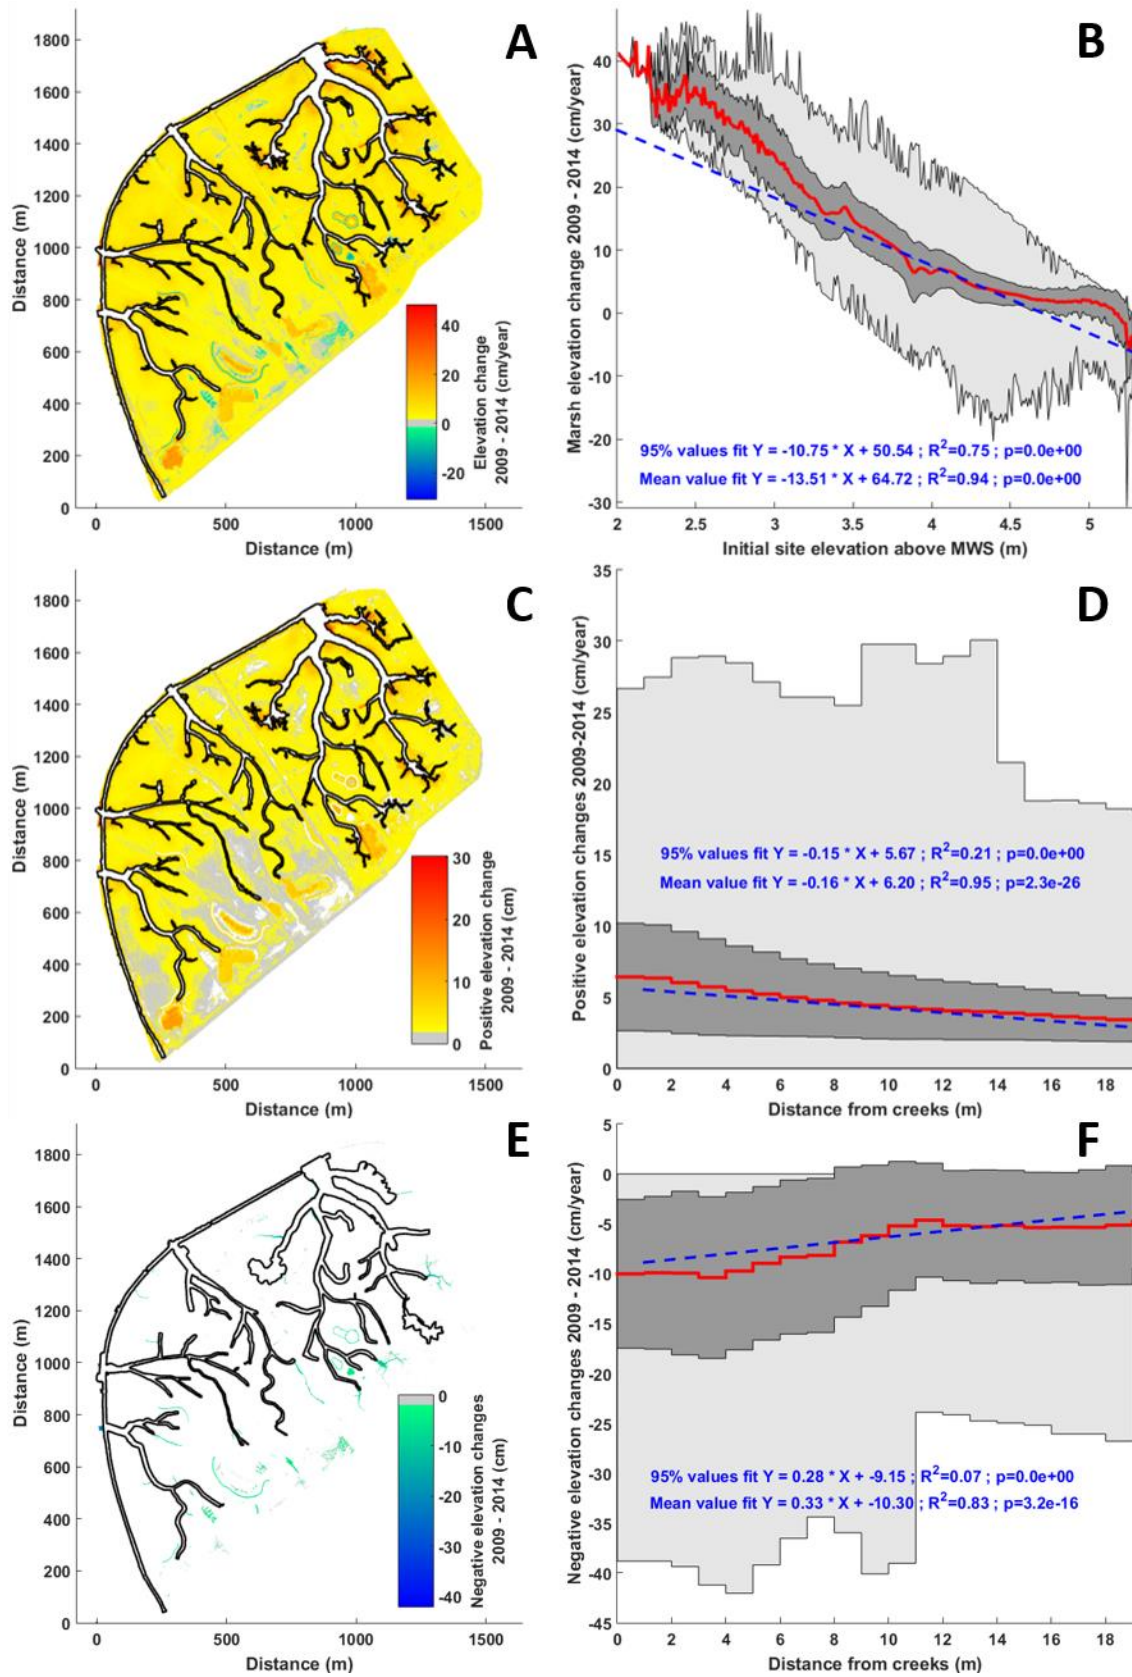 A
1800
1600
1400
1200
1000
800
600
400
200
0
Distance (m)
0 500 1000 1500
Distance (m)
40
20
0
-20
Elevation change
2009 - 2014 (cm/year)
B
40
30
20
10
0
-10
-20
-30
Marsh elevation change 2009 - 2014 (cm/year)
95% values fit Y = -10.75 * X + 50.54 ; R2=0.75 ; p=0.0e+00
Mean value fit Y = -13.51 * X + 64.72 ; R2=0.94 ; p=0.0e+00
2 2.5 3 3.5 4 4.5 5
Initial site elevation above MWS (m)
C
1800
1600
1400
1200
1000
800
600
400
200
0
Distance (m)
0 500 1000 1500
Distance (m)
30
20
10
0
Positive elevation change
2009 - 2014 (cm)
D
35
30
25
20
15
10
5
0
Positive elevation changes 2009-2014 (cm/year)
95% values fit Y = -0.15 * X + 5.67 ; R2=0.21 ; p=0.0e+00
Mean value fit Y = -0.16 * X + 6.20 ; R2=0.95 ; p=2.3e-26
0 2 4 6 8 10 12 14 16 18
Distance from creeks (m)
E
1800
1600
1400
1200
1000
800
600
400
200
0
Distance (m)
0 500 1000 1500
Distance (m)
0
-10
-20
-30
-40
Negative elevation changes
2009 - 2014 (cm)
F
5
0
-5
-10
-15
-20
-25
-30
-35
-40
-45
Negative elevation changes 2009 - 2014 (cm/year)
95% values fit Y = 0.28 * X + -9.15 ; R2=0.07 ; p=0.0e+00
Mean value fit Y = 0.33 * X + -10.30 ; R2=0.83 ; p=3.2e-16
0 2 4 6 8 10 12 14 16 18
Distance from creeks (m)